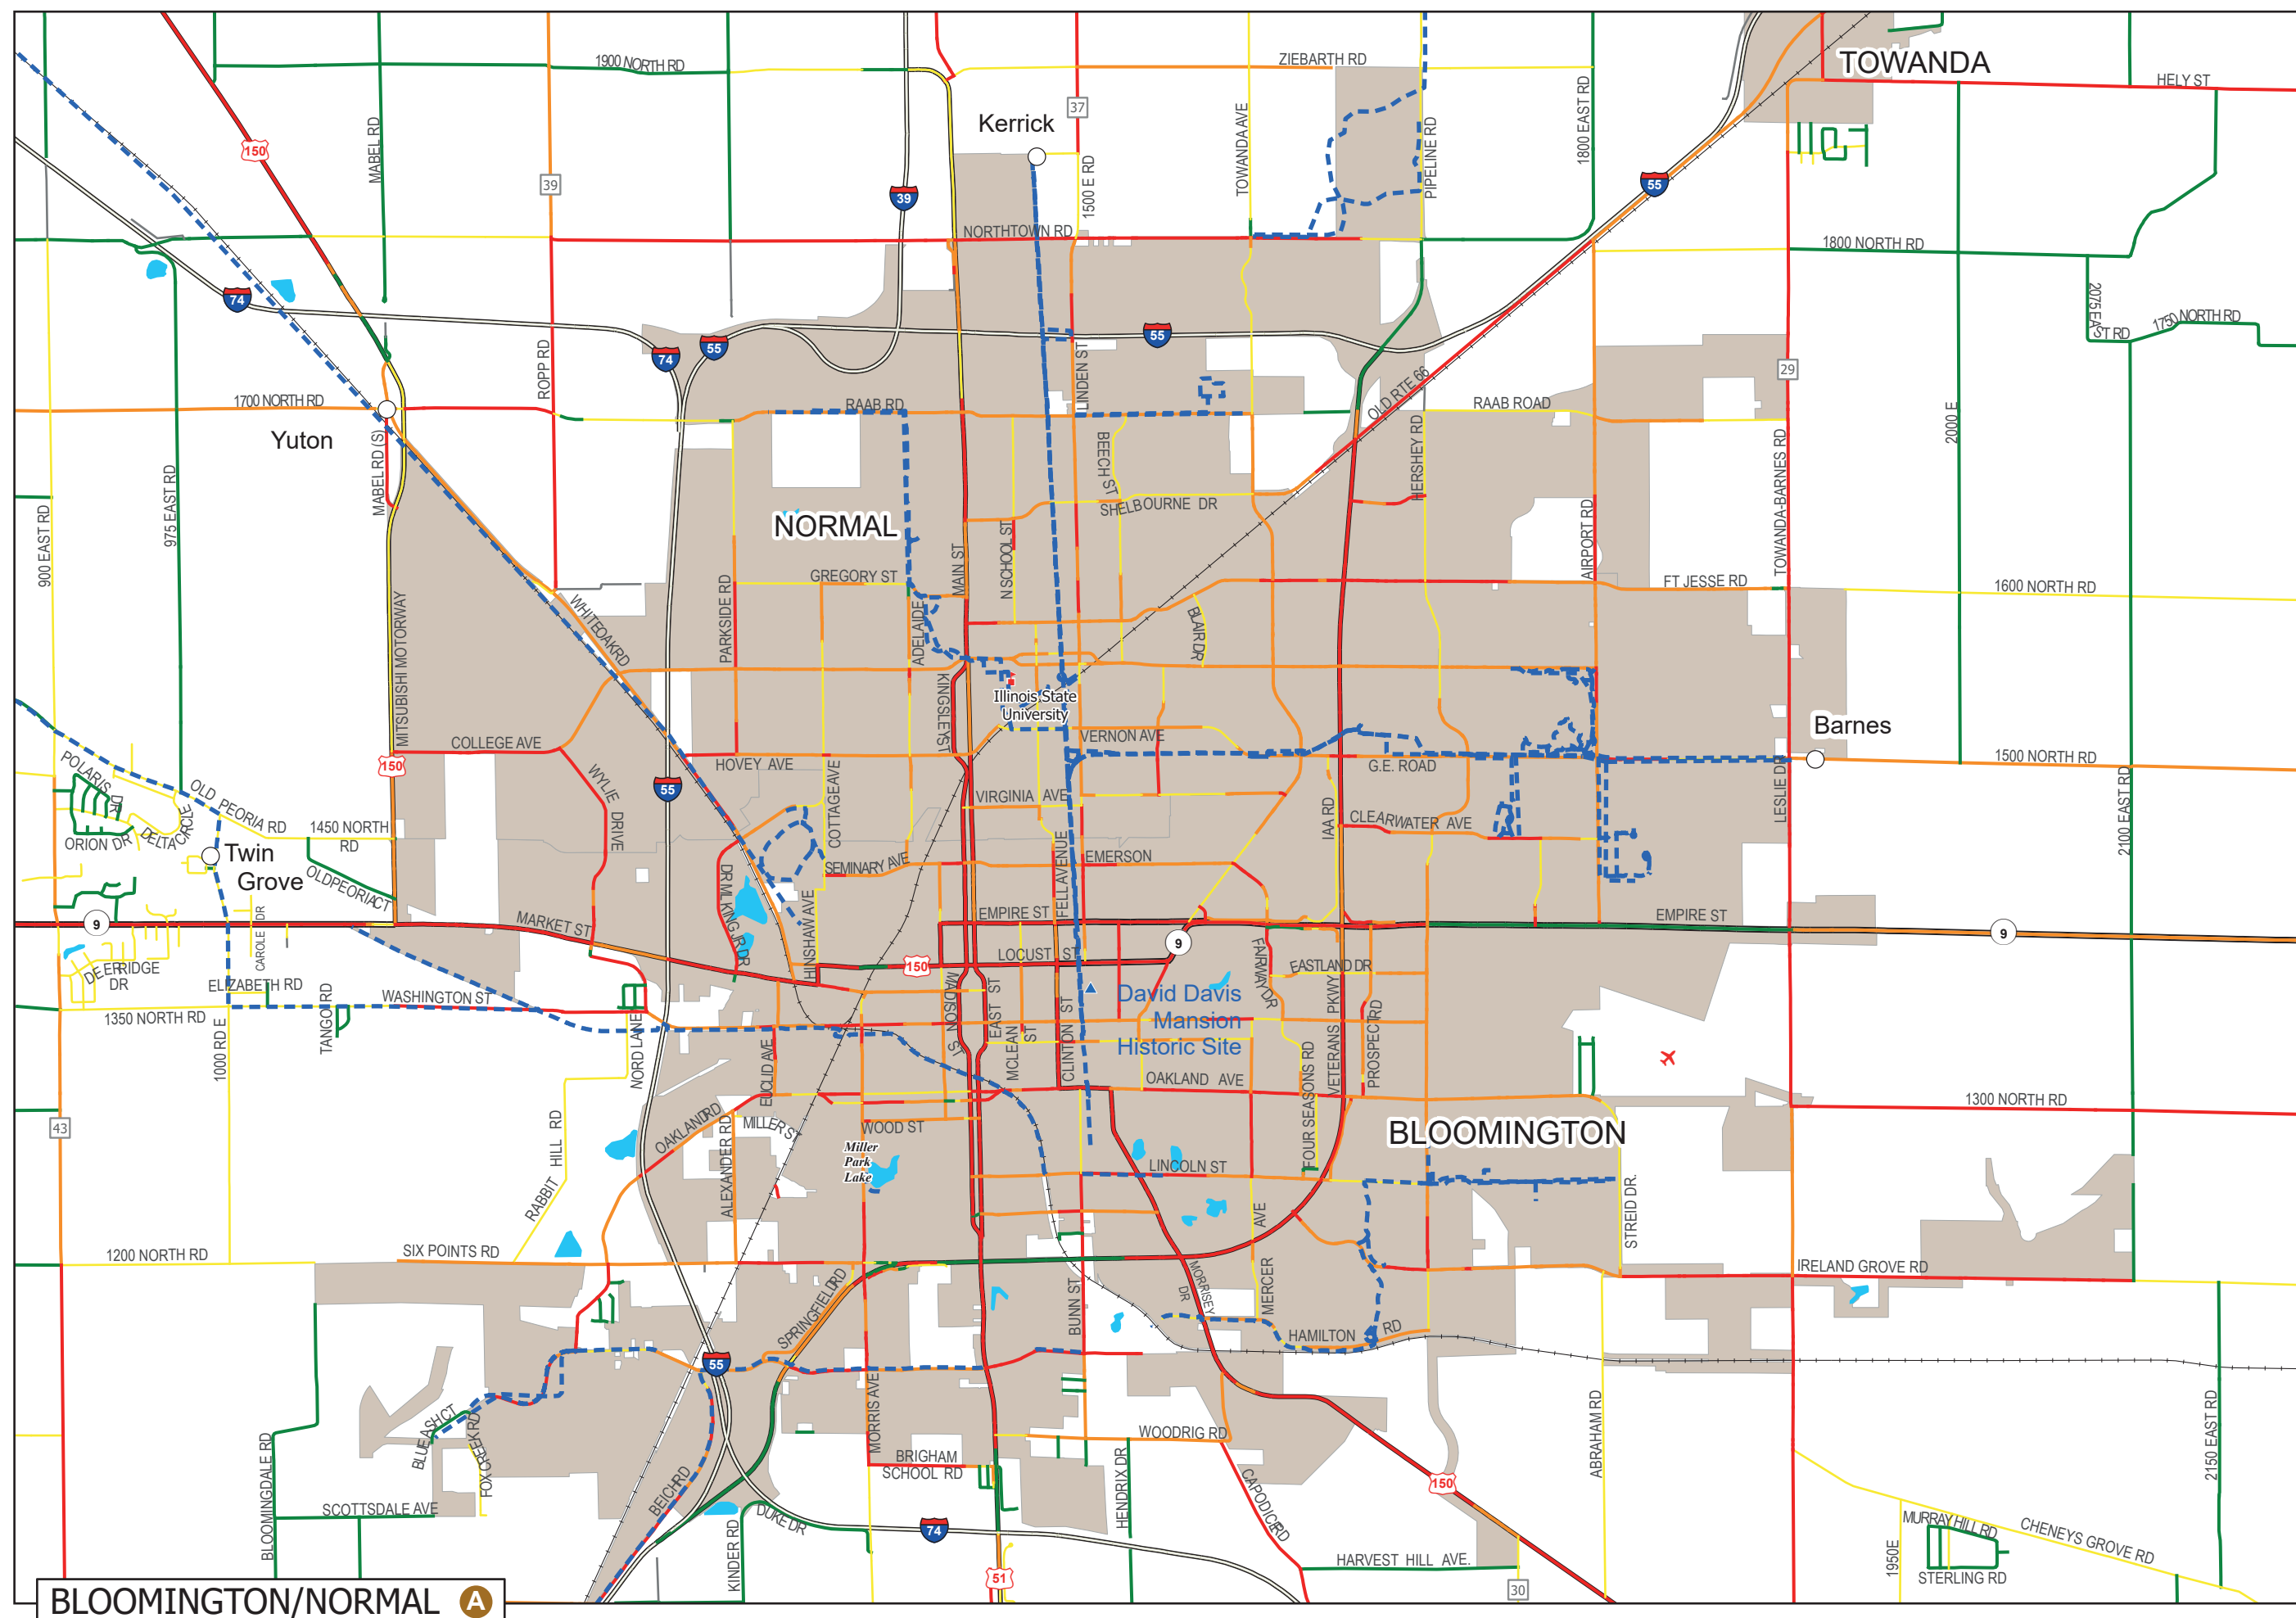 TOWANDA
1900 NORTH RD
ZIEBARTH RD
HELY ST
Kerrick
37
150
MABEL RD
39
39
1500 E RD
TOWANDA AVE
PIPELINE RD
1800 EAST RD
55
NORTHTOWN RD
1800 NORTH RD
74
2075 EA
ST RD
1750 NORTH RD
74
55
55
ROPP RD
LINDEN ST
OLD RTE 66
29
1700 NORTH RD
RAAB RD
RAAB ROAD
Yuton
MABEL RD (S)
BEECH ST
HERSHEY RD
2000 E
TOWANDA-BARNES RD
900 EAST RD
975 EAST RD
NORMAL
SHELBOURNE DR
AIRPORT RD
MAIN ST
N SCHOOL ST
GREGORY ST
FT JESSE RD
1600 NORTH RD
WHITE OAK RD
PARKSIDE RD
ADELAIDE
BLAIR DR
MITSUBISHI MOTORWAY
KINGSLEY ST
Illinois State
University
Barnes
COLLEGE AVE
VERNON AVE
150
HOVEY AVE
G.E. ROAD
1500 NORTH RD
POLARIS
DR
WYLIE DRIVE
55
COTTAGE AVE
VIRGINIA AVE
LESLIE DR
2100 EAST RD
OLD PEORIA RD
1450 NORTH
RD
ORION DR
DELTA CIRCLE
IAA RD
CLEARWATER AVE
Twin
Grove
OLD PEORIA CT
SEMINARY AVE
FELL AVENUE
EMERSON
DR ML KING JR DR
HINSHAW AVE
9
MARKET ST
EMPIRE ST
EMPIRE ST
9
9
CAROLE DR
150
LOCUST ST
DEERRIDGE
DR
ELIZABETH RD
FAIRWAY DR
EASTLAND DR
WASHINGTON ST
1350 NORTH RD
1000 RD E
TANGO RD
NORD LANE
MADISON ST
EAST ST
MCLEAN
ST
CLINTON ST
David Davis
Mansion
Historic Site
VETERANS PKWY
PROSPECT RD
FOUR SEASONS RD
EUCLID AVE
OAKLAND AVE
1300 NORTH RD
43
OAKLAND RD
ALEXANDER RD
MILLER ST
WOOD ST
BLOOMINGTON
RABBIT HILL RD
Miller
Park
Lake
LINCOLN ST
STREID DR.
1200 NORTH RD
SIX POINTS RD
AVE
MERCER
IRELAND GROVE RD
SPRINGFIELD RD
BUNN ST
MORRISEY
DR
HAMILTON RD
55
BLUE ASH CT
FOX CREEK RD
MORRIS AVE
WOODRIG RD
ABRAHAM RD
2150 EAST RD
BLOOMINGDALE RD
BRIGHAM
SCHOOL RD
BEICH RD
HENDRIX DR
CAPODICE RD
150
SCOTTSDALE AVE
DUKE DR
KINDER RD
74
MURRAY HILL RD
CHENEYS GROVE RD
1950E
HARVEST HILL AVE.
STERLING RD
51
30
BLOOMINGTON/NORMAL A